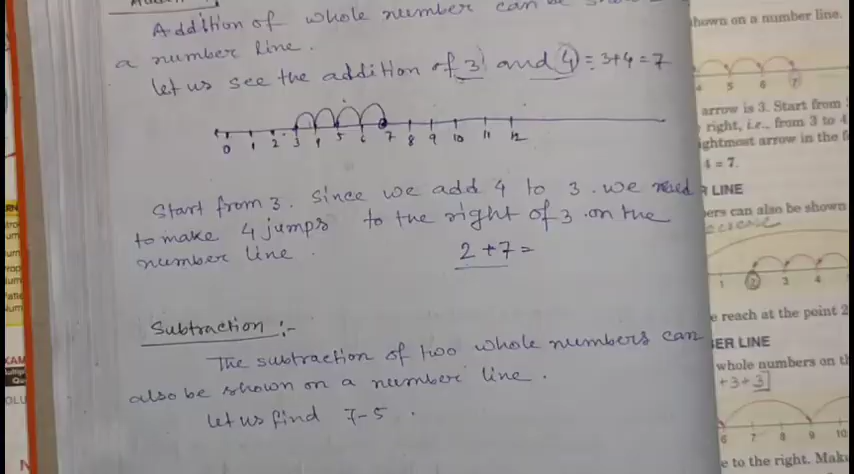 Addition of whole number can be
a number line.
Let us see the addition of 3 and 4 = 3+4 = 7
0 1 2 3 4 5 6 7 8 9 10 11 12
Start from 3. Since we add 4 to 3. we need
to make 4 jumps to the right of 3 on the
number line.
2 + 7 =
Subtraction :-
The subtraction of two whole numbers can
also be shown on a number line.
Let us find 7-5.
hown on a number line.
4 5 6 7
arrow is 3. Start from
right, i.e., from 3 to 4
ghtmost arrow in the f
4 = 7.
R LINE
ers can also be shown
1 2 3 4
e reach at the point 2
ER LINE
whole numbers on th
+ 3 + 3
6 7 8 9 10
e to the right. Mak